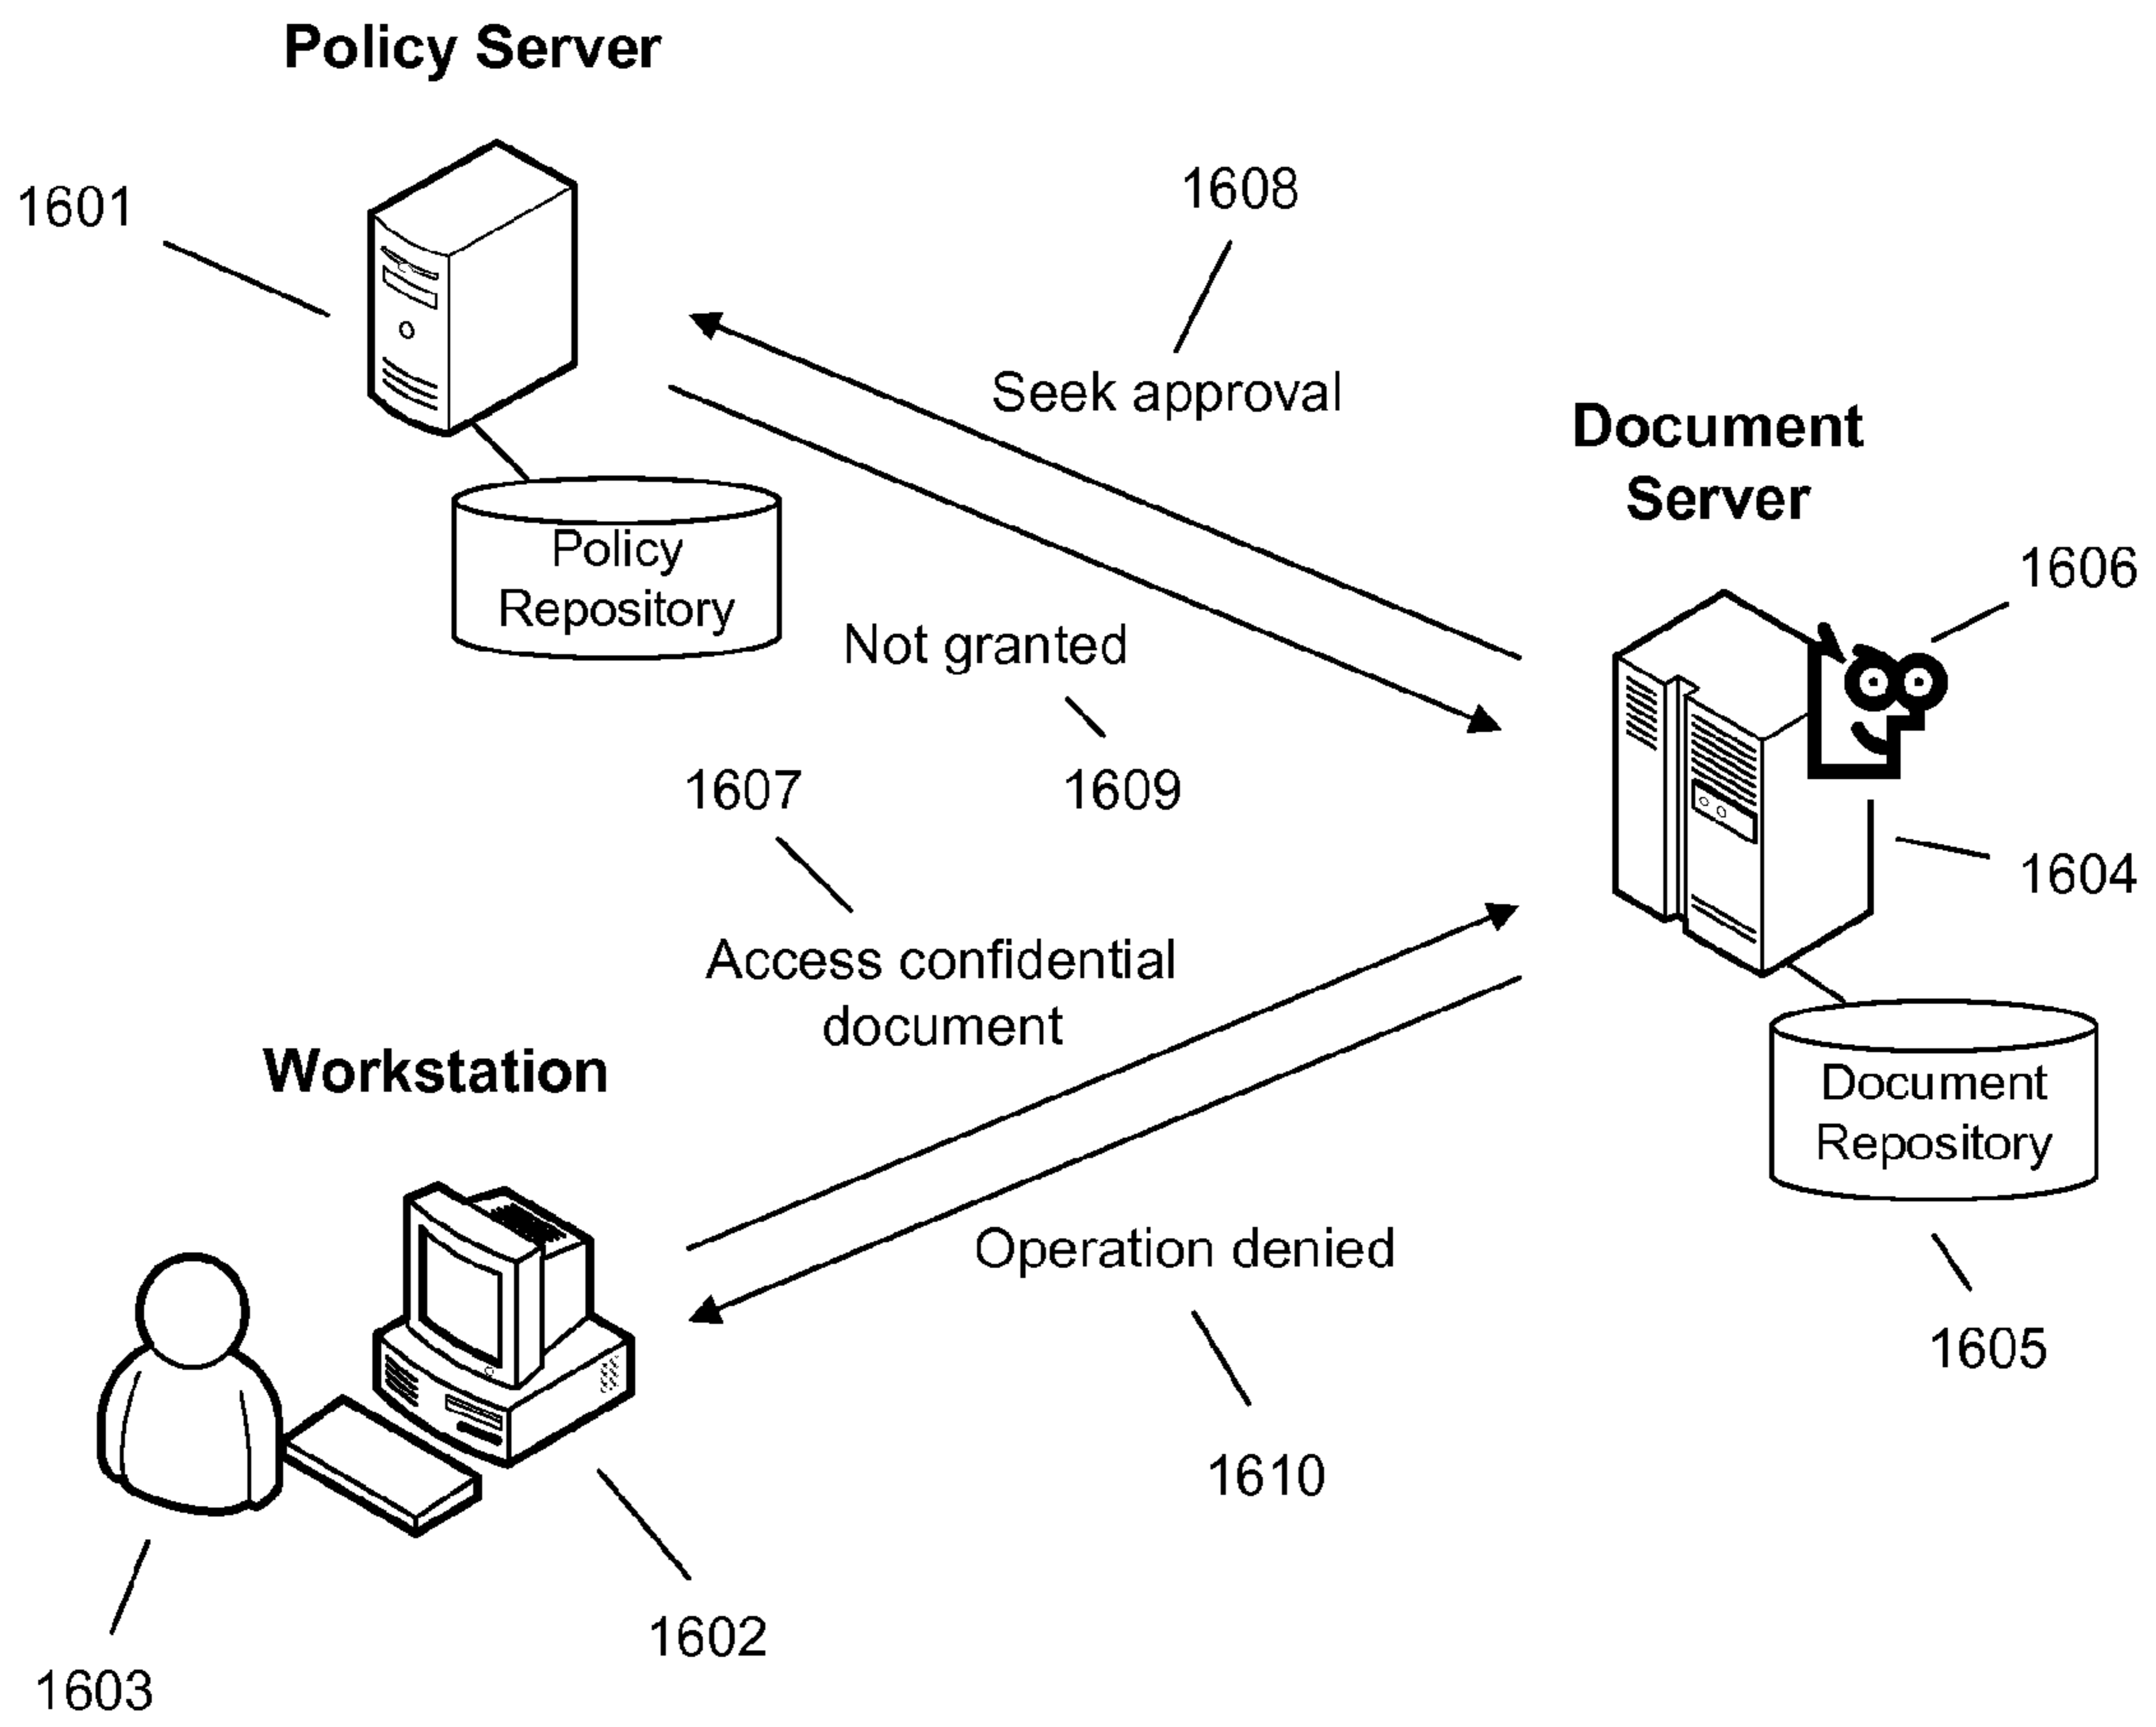 Policy Server
1601
1608
Seek approval
Document
Server
1606
Policy
Repository
Not granted
1607
1609
1604
Access confidential
document
Workstation
Document
Repository
Operation denied
1605
1610
1602
1603